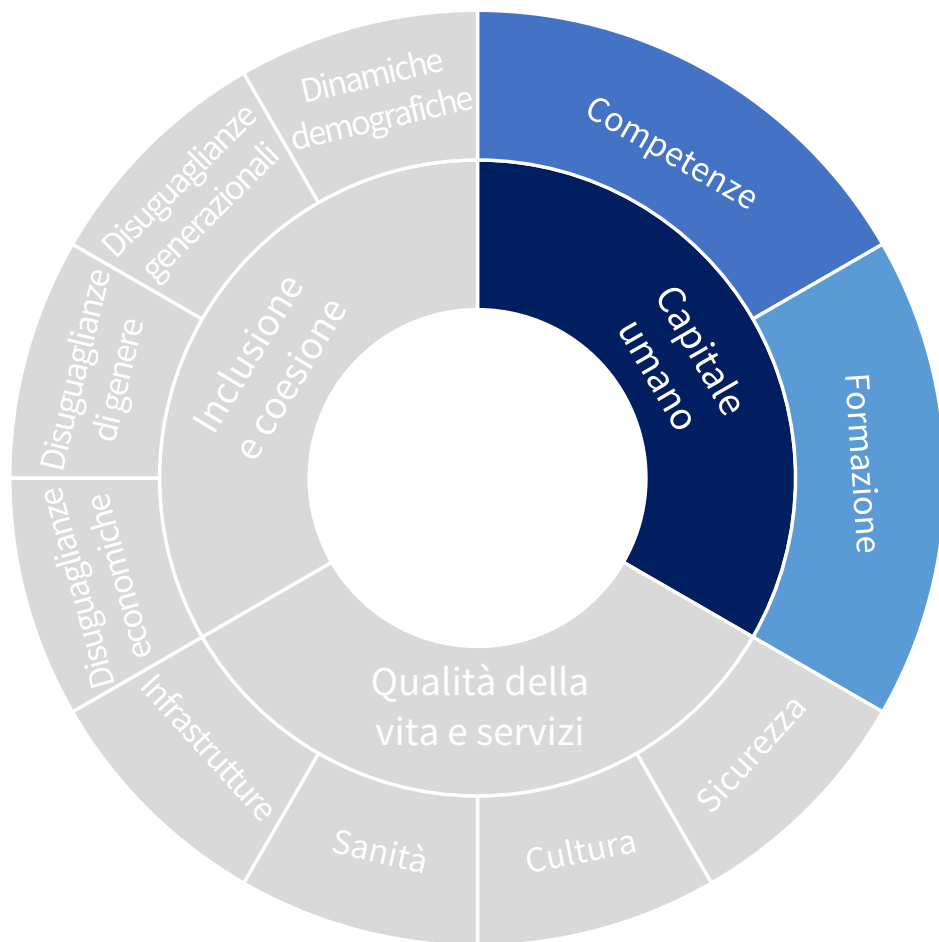 Dinamiche
demografiche
Competenze
Disuguaglianze
generazionali
Disuguaglianze
di genere
Inclusione
e coesione
Capitale
umano
Formazione
Disuguaglianze
economiche
Qualità della
vita e servizi
Infrastrutture
Sanità
Cultura
Sicurezza